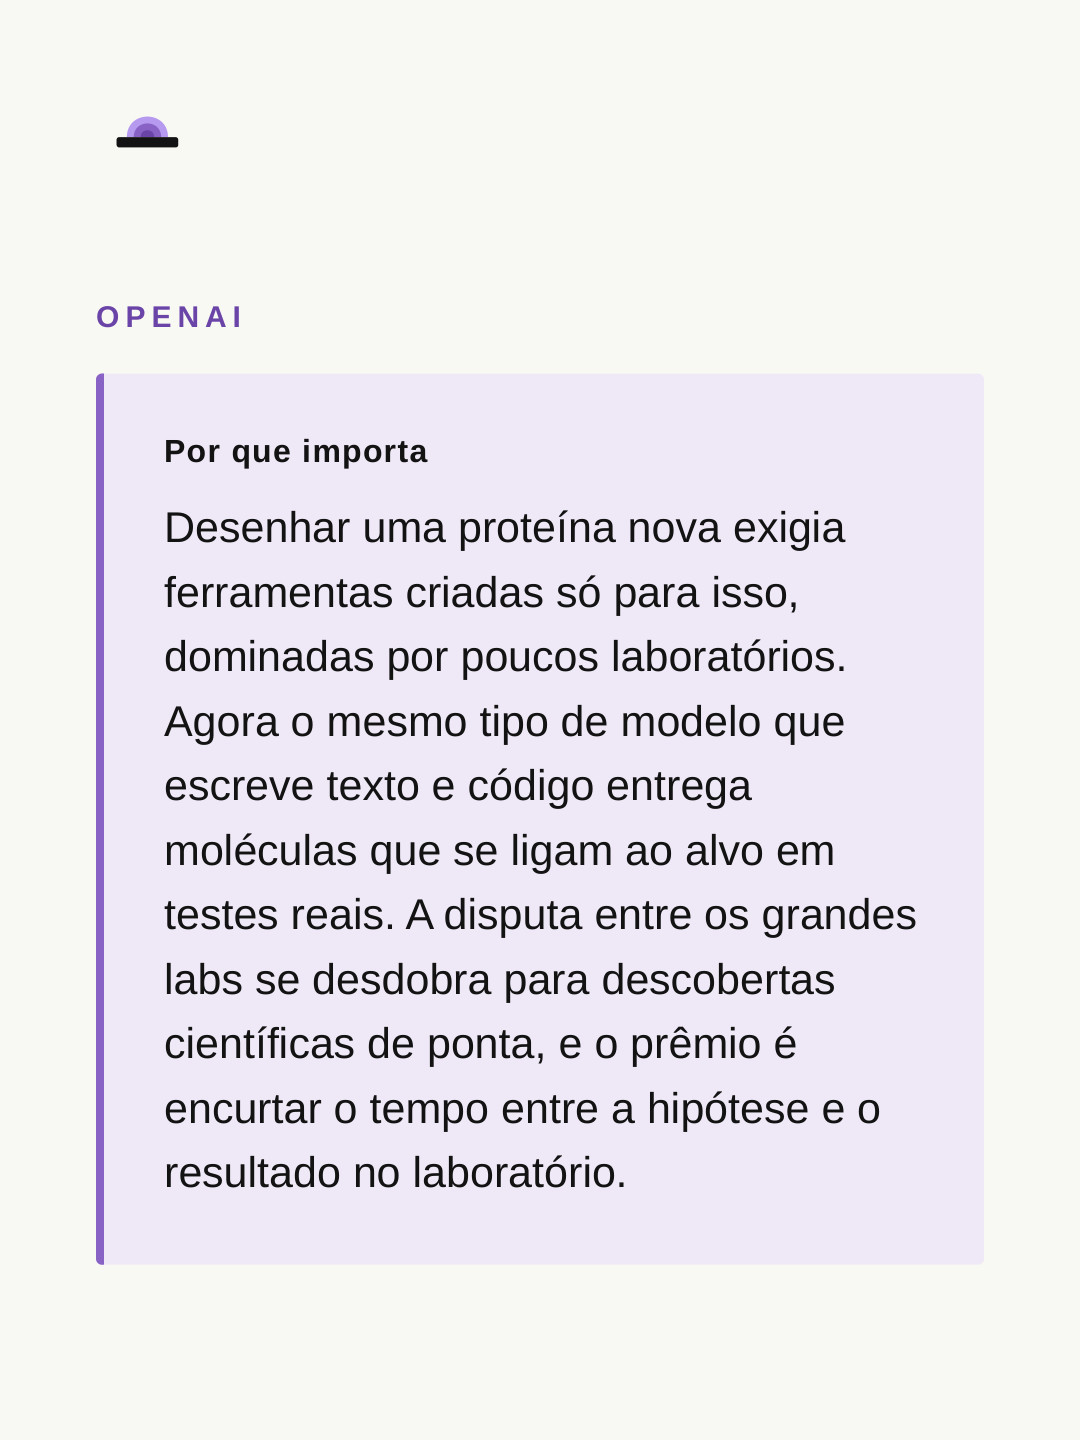 OPENAI
Por que importa
Desenhar uma proteína nova exigia
ferramentas criadas só para isso,
dominadas por poucos laboratórios.
Agora o mesmo tipo de modelo que
escreve texto e código entrega
moléculas que se ligam ao alvo em
testes reais. A disputa entre os grandes
labs se desdobra para descobertas
científicas de ponta, e o prêmio é
encurtar o tempo entre a hipótese e o
resultado no laboratório.